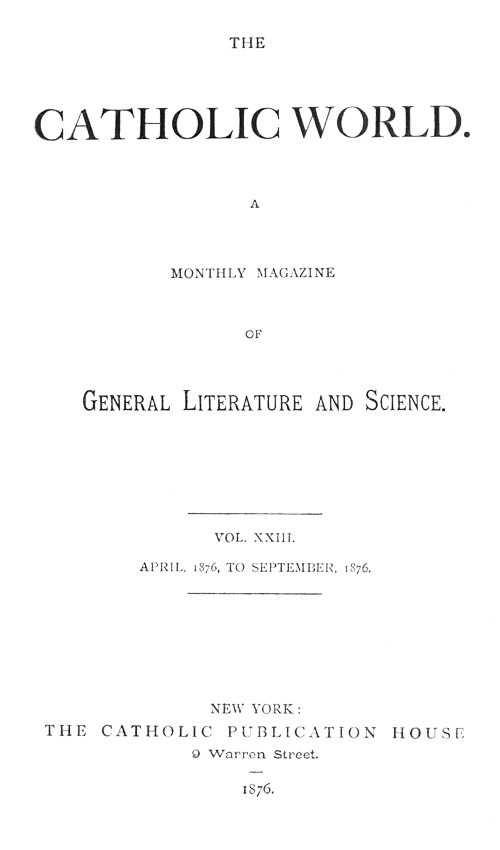 THE
CATHOLIC WORLD.
A
MONTHLY MAGAZINE
OF
GENERAL LITERATURE AND SCIENCE.
VOL. XXIII.
APRIL, 1876, TO SEPTEMBER, 1876.
NEW YORK:
THE CATHOLIC PUBLICATION HOUSE
9 Warren Street.
1876.